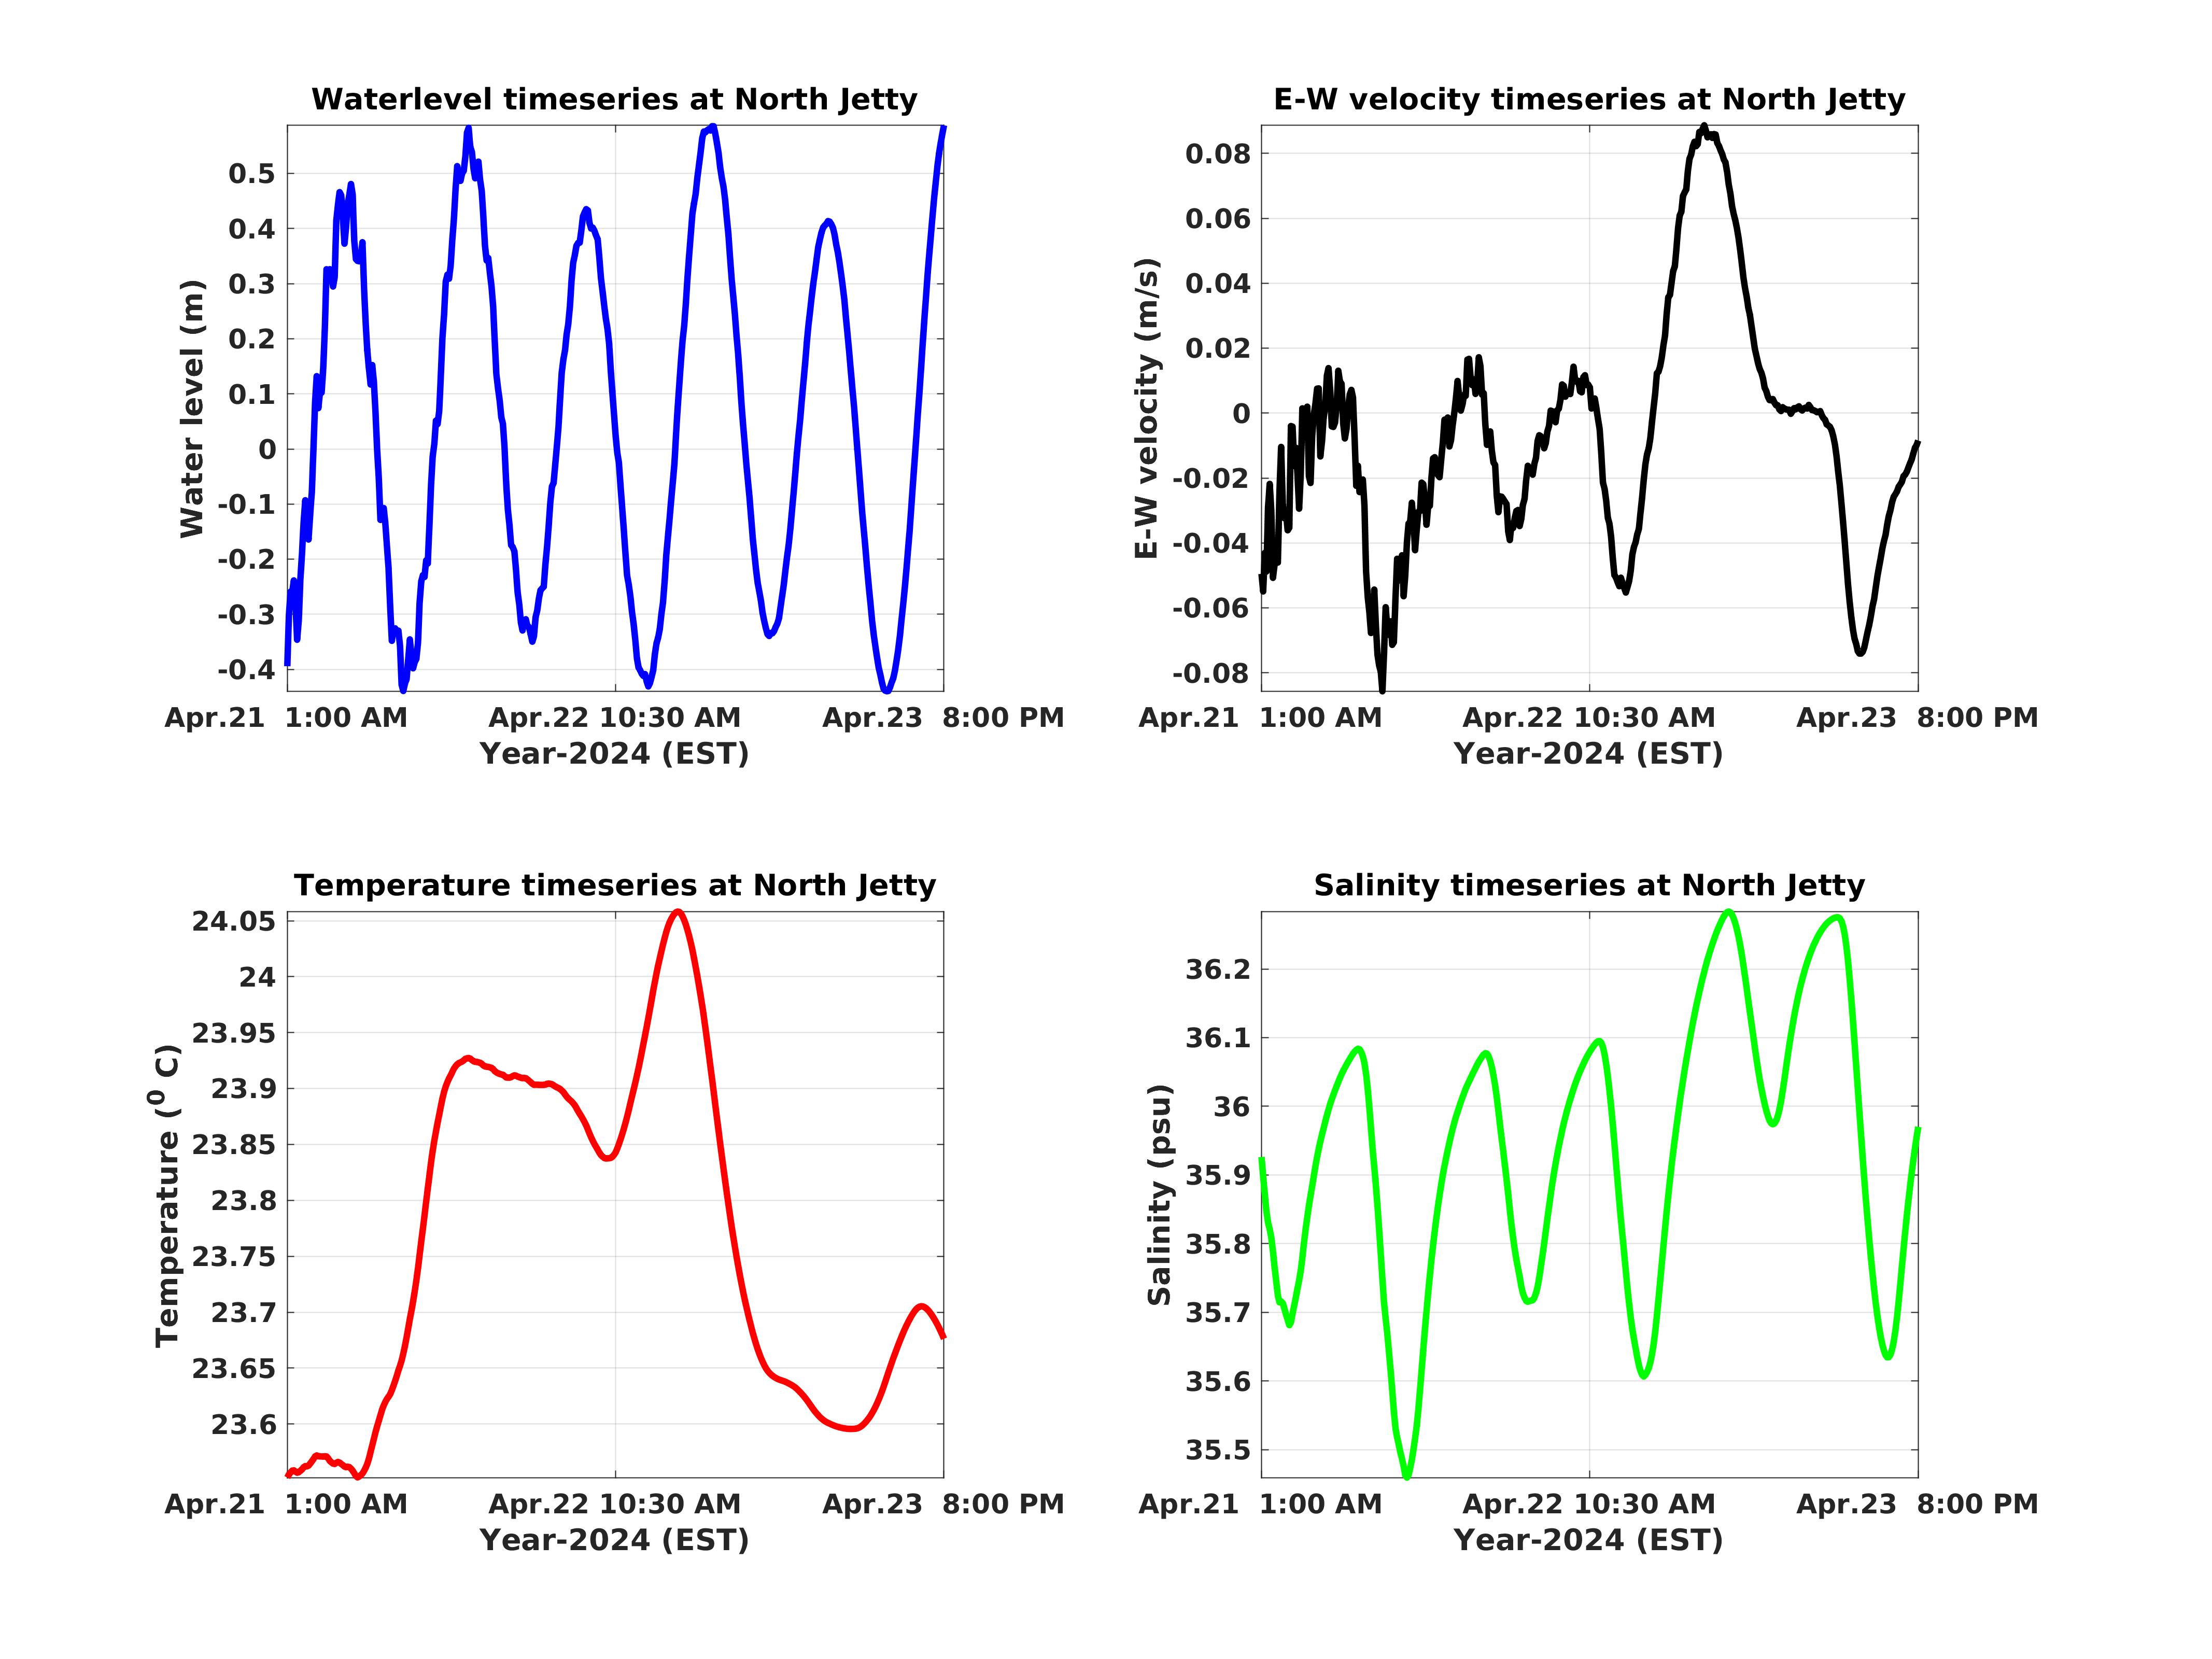 Waterlevel timeseries at North Jetty
Water level (m)
0.5
0.4
0.3
0.2
0.1
0
-0.1
-0.2
-0.3
-0.4
Apr.21 1:00 AM
Apr.22 10:30 AM
Apr.23 8:00 PM
Year-2024 (EST)
E-W velocity timeseries at North Jetty
E-W velocity (m/s)
0.08
0.06
0.04
0.02
0
-0.02
-0.04
-0.06
-0.08
Apr.21 1:00 AM
Apr.22 10:30 AM
Apr.23 8:00 PM
Year-2024 (EST)
Temperature timeseries at North Jetty
Temperature (⁰ C)
24.05
24
23.95
23.9
23.85
23.8
23.75
23.7
23.65
23.6
Apr.21 1:00 AM
Apr.22 10:30 AM
Apr.23 8:00 PM
Year-2024 (EST)
Salinity timeseries at North Jetty
Salinity (psu)
36.2
36.1
36
35.9
35.8
35.7
35.6
35.5
Apr.21 1:00 AM
Apr.22 10:30 AM
Apr.23 8:00 PM
Year-2024 (EST)